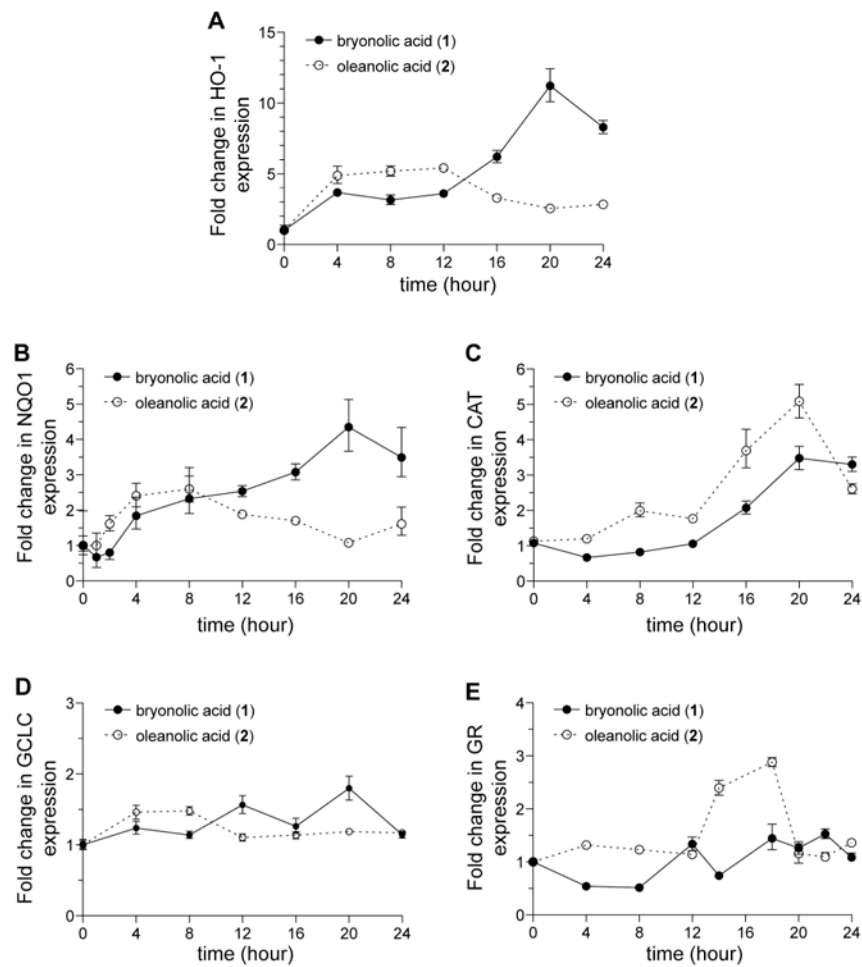 A
bryonolic acid (1)
oleanolic acid (2)
Fold change in HO-1
expression
15
10
5
0
0 4 8 12 16 20 24
time (hour)
B
bryonolic acid (1)
oleanolic acid (2)
Fold change in NQO1
expression
6
5
4
3
2
1
0
0 4 8 12 16 20 24
time (hour)
C
bryonolic acid (1)
oleanolic acid (2)
Fold change in CAT
expression
6
5
4
3
2
1
0
0 4 8 12 16 20 24
time (hour)
D
bryonolic acid (1)
oleanolic acid (2)
Fold change in GCLC
expression
3
2
1
0
0 4 8 12 16 20 24
time (hour)
E
bryonolic acid (1)
oleanolic acid (2)
Fold change in GR
expression
4
3
2
1
0
0 4 8 12 16 20 24
time (hour)